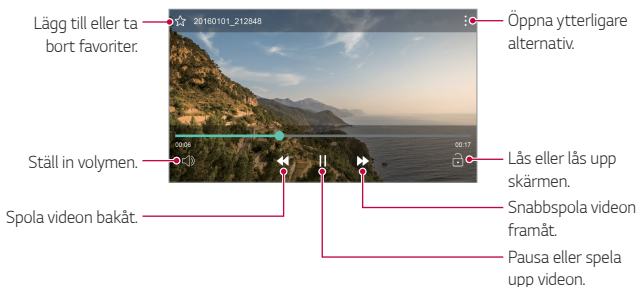 Lägg till eller ta
bort favoriter.
20160101_212848
Öppna ytterligare
alternativ.
00:06
00:17
Ställ in volymen.
Lås eller lås upp
skärmen.
Spola videon bakåt.
Snabbspola videon
framåt.
Pausa eller spela
upp videon.